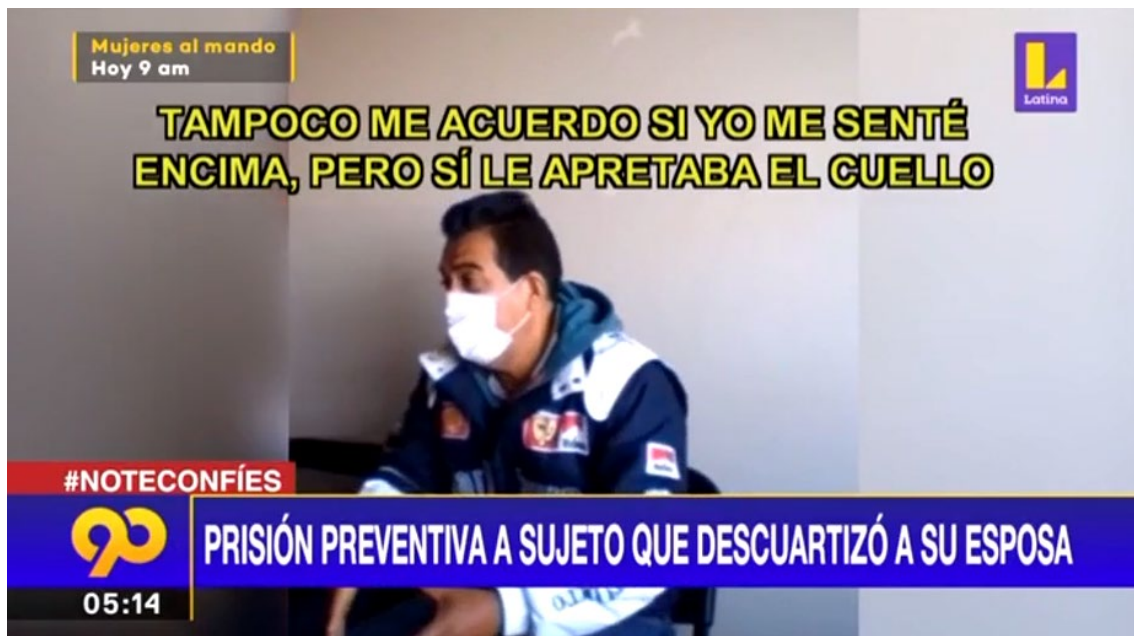 Mujeres al mando
Hoy 9 am
Latina
TAMPOCO ME ACUERDO SI YO ME SENTÉ
ENCIMA, PERO SÍ LE APRETABA EL CUELLO
#NOTECONFÍES
90
PRISIÓN PREVENTIVA A SUJETO QUE DESCUARTIZÓ A SU ESPOSA
05:14